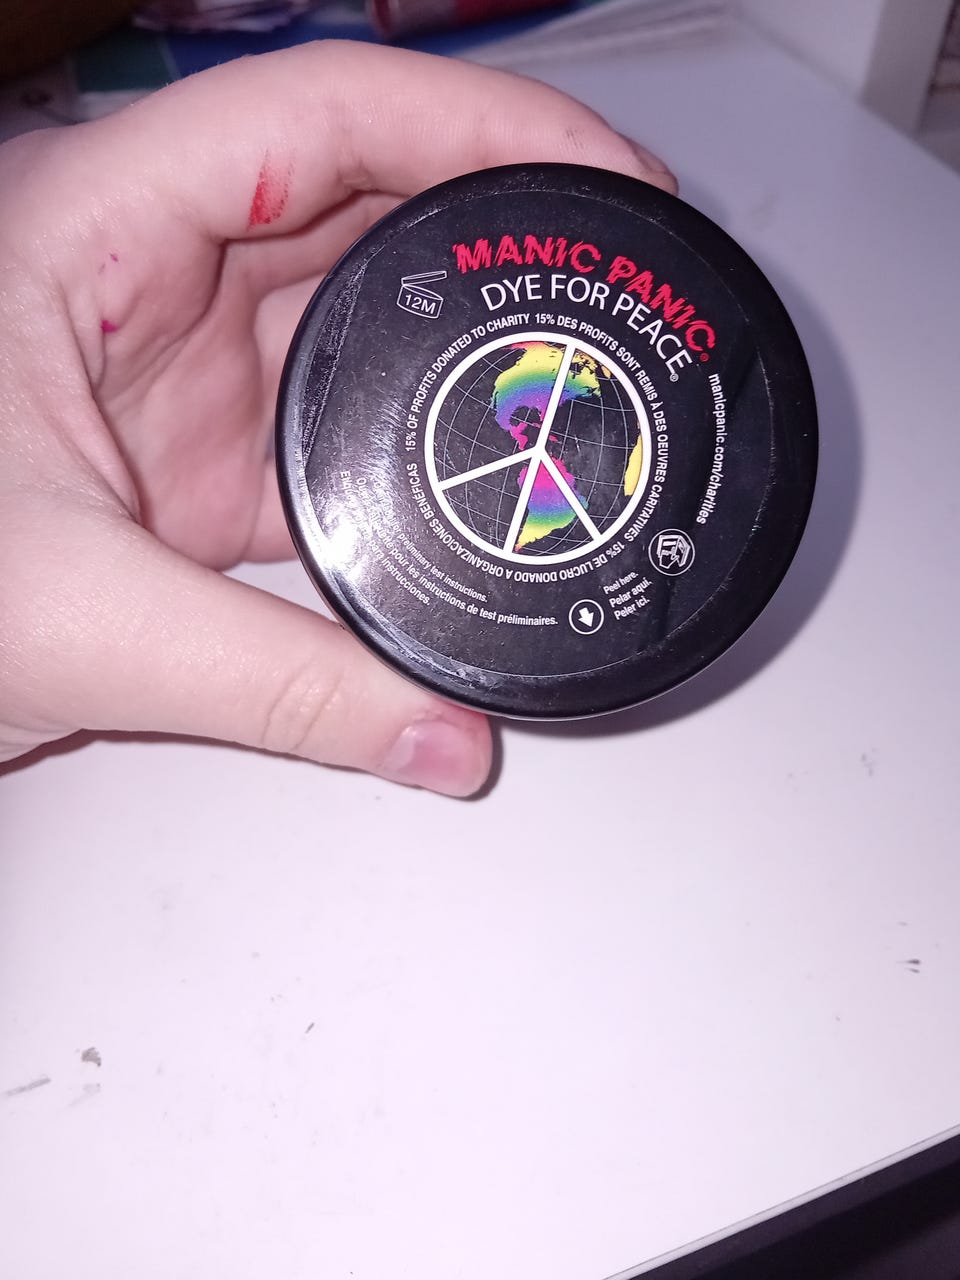 MANIC PANIC®
DYE FOR PEACE®
12M
15% OF PROFITS DONATED TO CHARITY
15% DES PROFITS SONT REMIS À DES OEUVRES CARITATIVES
15% DE LUCRO DONADO A ORGANIZACIONES BENÉFICAS
manicpanic.com/charities
Peel here.
Pelar aquí.
Peler ici.
for preliminary test instructions.
pour les instructions de test préliminaires.
para instrucciones.